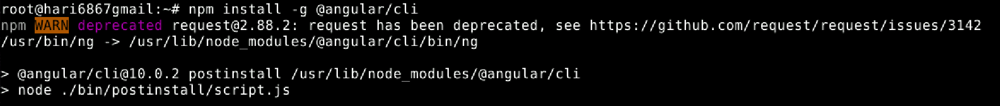 root@hari6867gmail:~# npm install -g @angular/cli
npm WARN deprecated request@2.88.2: request has been deprecated, see https://github.com/request/request/issues/3142
/usr/bin/ng -> /usr/lib/node_modules/@angular/cli/bin/ng
> @angular/cli@10.0.2 postinstall /usr/lib/node_modules/@angular/cli
> node ./bin/postinstall/script.js